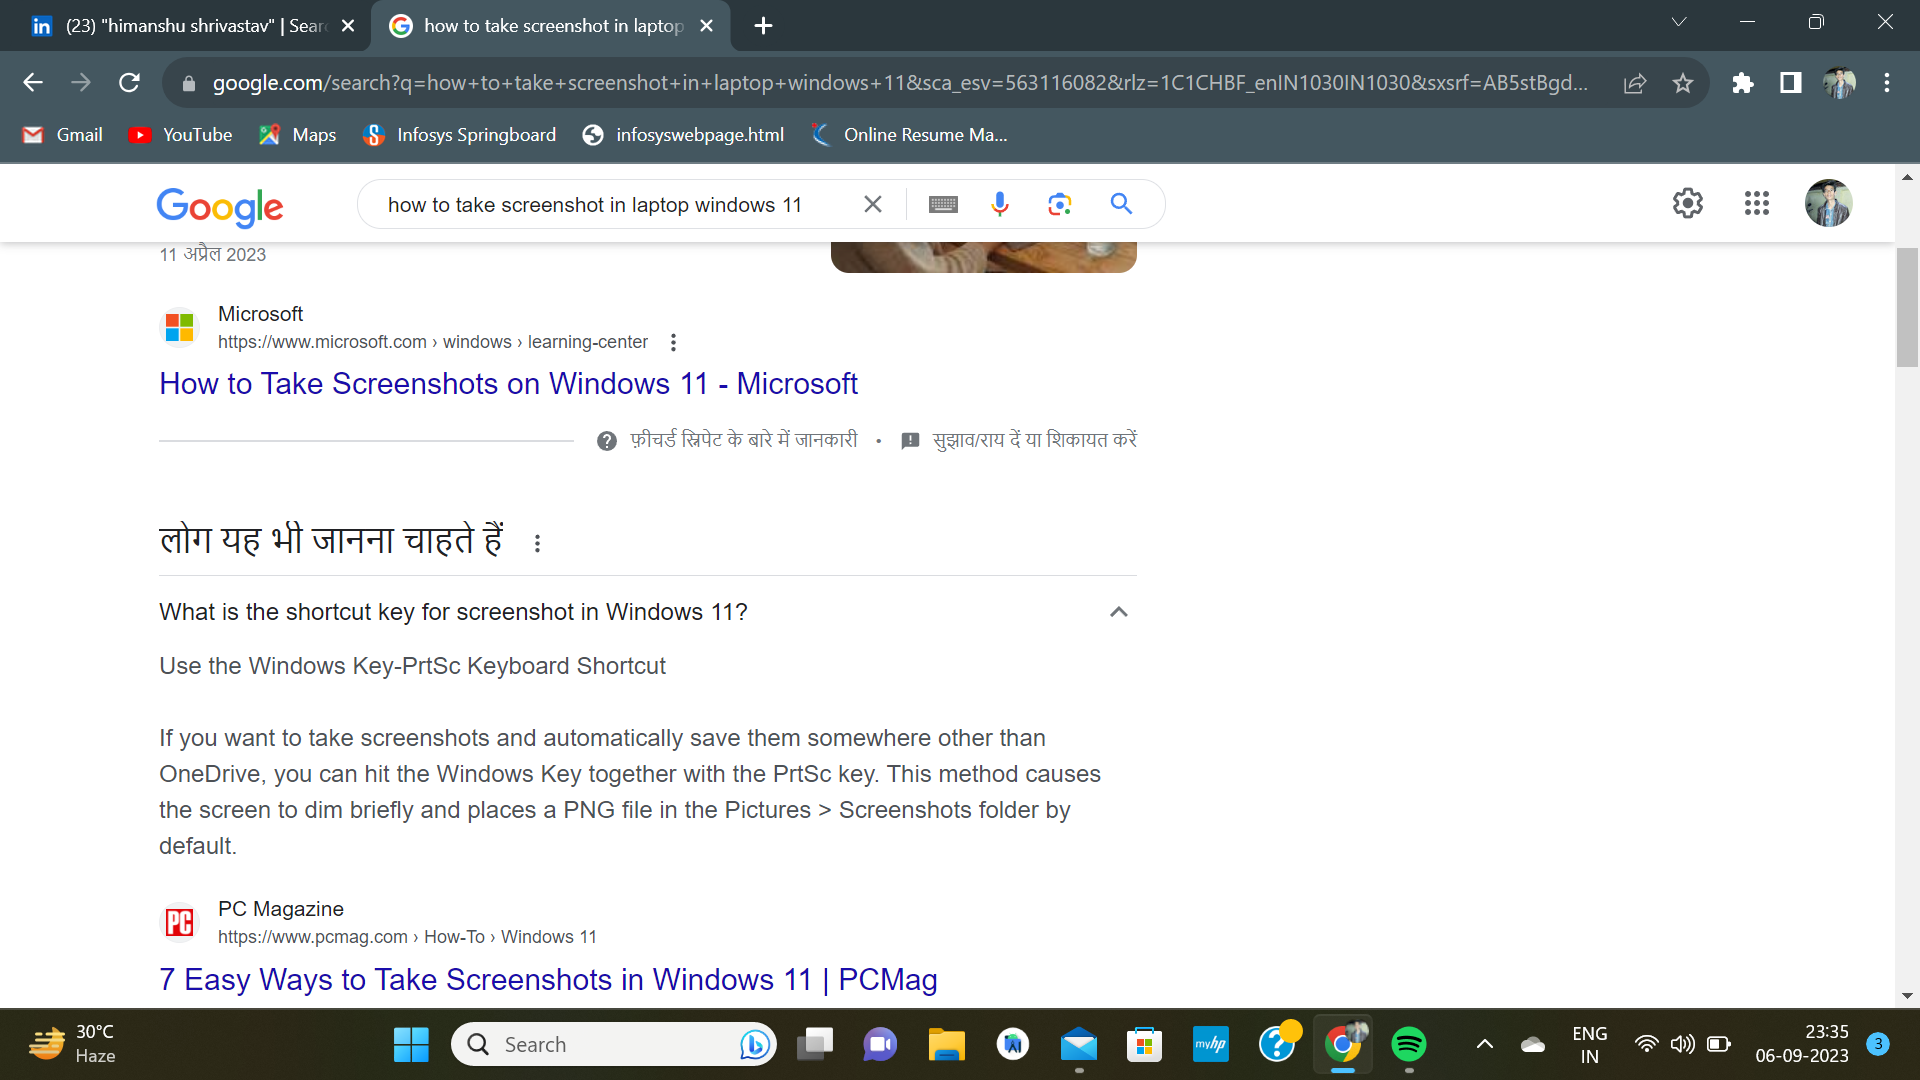 (23) "himanshu shrivastav" | Sear
how to take screenshot in laptop
google.com/search?q=how+to+take+screenshot+in+laptop+windows+11&sca_esv=563116082&rlz=1C1CHBF_enIN1030IN1030&sxsrf=AB5stBgd...
Gmail YouTube Maps Infosys Springboard infosyswebpage.html Online Resume Ma...
Google how to take screenshot in laptop windows 11
11 अप्रैल 2023
Microsoft
https://www.microsoft.com › windows › learning-center
How to Take Screenshots on Windows 11 - Microsoft
फ़ीचर्ड स्निपेट के बारे में जानकारी • सुझाव/राय दें या शिकायत करें
लोग यह भी जानना चाहते हैं
What is the shortcut key for screenshot in Windows 11?
Use the Windows Key-PrtSc Keyboard Shortcut
If you want to take screenshots and automatically save them somewhere other than
OneDrive, you can hit the Windows Key together with the PrtSc key. This method causes
the screen to dim briefly and places a PNG file in the Pictures > Screenshots folder by
default.
PC PC Magazine
https://www.pcmag.com › How-To › Windows 11
7 Easy Ways to Take Screenshots in Windows 11 | PCMag
30°C
Haze
Search
myhp
ENG
IN
23:35
06-09-2023
3